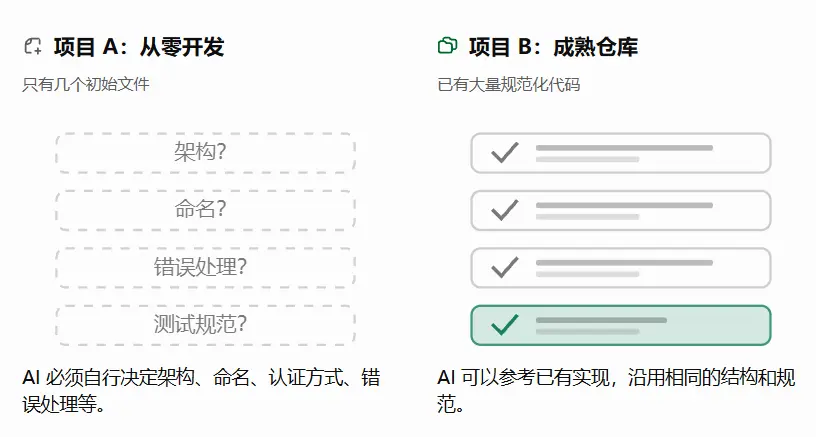 项目 A：从零开发
只有几个初始文件
架构?
命名?
错误处理?
测试规范?
AI 必须自行决定架构、命名、认证方式、错
误处理等。
项目 B：成熟仓库
已有大量规范化代码
AI 可以参考已有实现，沿用相同的结构和规
范。